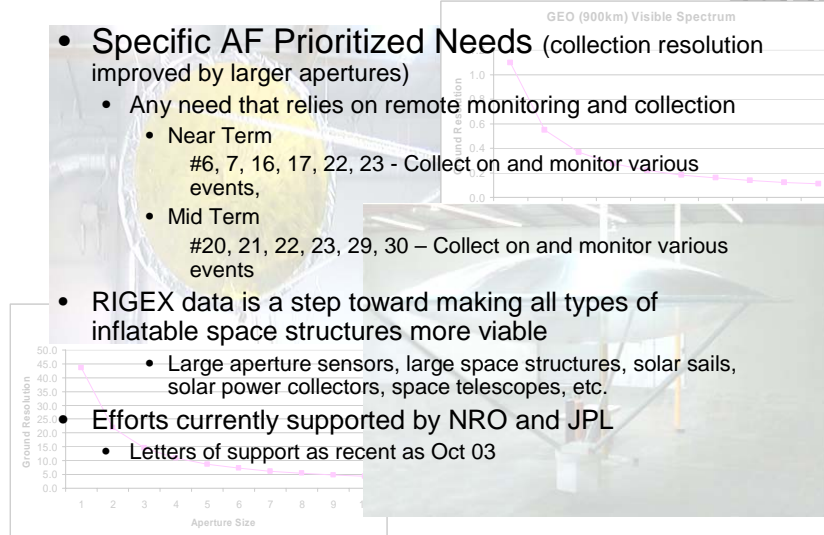 GEO (900km) Visible Spectrum
• Specific AF Prioritized Needs (collection resolution
improved by larger apertures)
• Any need that relies on remote monitoring and collection
• Near Term
#6, 7, 16, 17, 22, 23 - Collect on and monitor various
events,
• Mid Term
#20, 21, 22, 23, 29, 30 – Collect on and monitor various
events
• RIGEX data is a step toward making all types of
inflatable space structures more viable
• Large aperture sensors, large space structures, solar sails,
solar power collectors, space telescopes, etc.
• Efforts currently supported by NRO and JPL
• Letters of support as recent as Oct 03
1.0
0.8
0.6
0.4
0.0
Ground Resolution
50.0
45.0
40.0
35.0
30.0
25.0
20.0
15.0
10.0
5.0
0.0
Ground Resolution
1 2 3 4 5 6 7 8 9
Aperture Size